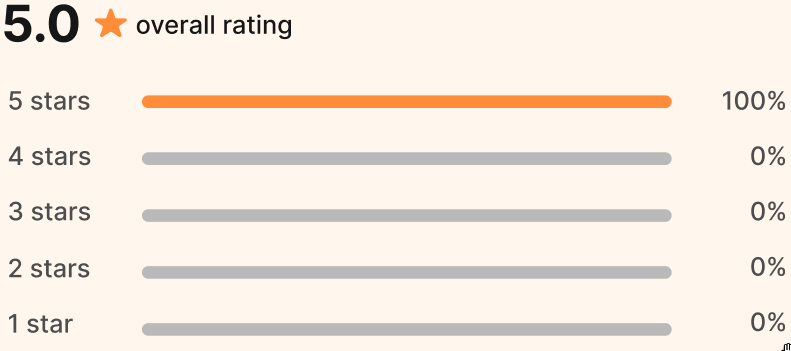 5.0 overall rating
5 stars 100%
4 stars 0%
3 stars 0%
2 stars 0%
1 star 0%